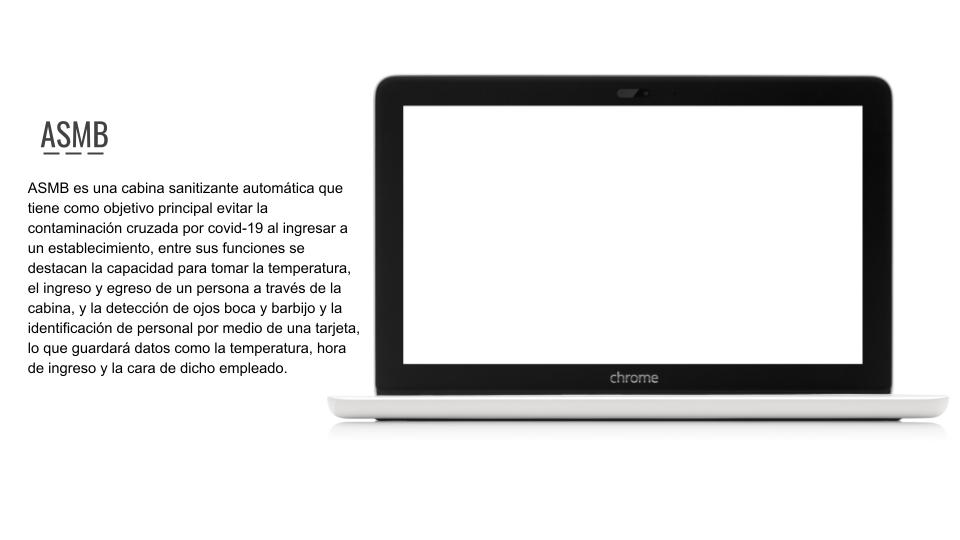 ASMB
ASMB es una cabina sanitizante automática que
tiene como objetivo principal evitar la
contaminación cruzada por covid-19 al ingresar a
un establecimiento, entre sus funciones se
destacan la capacidad para tomar la temperatura,
el ingreso y egreso de un persona a través de la
cabina, y la detección de ojos boca y barbijo y la
identificación de personal por medio de una tarjeta,
lo que guardará datos como la temperatura, hora
de ingreso y la cara de dicho empleado.
chrome